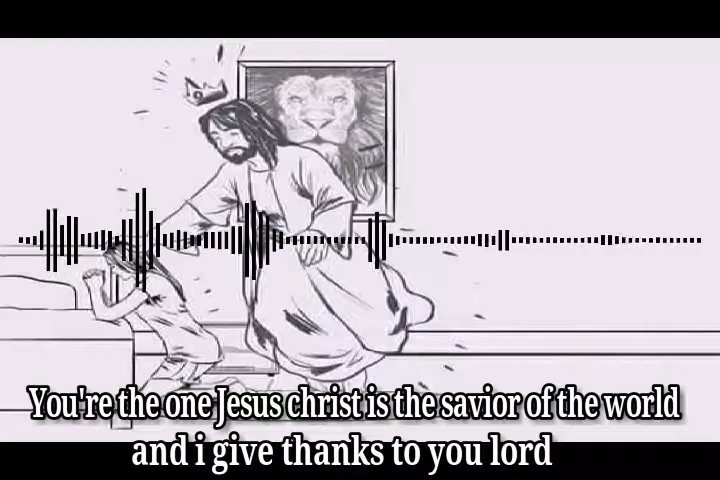 You're the one Jesus christ is the savior of the world
and i give thanks to you lord